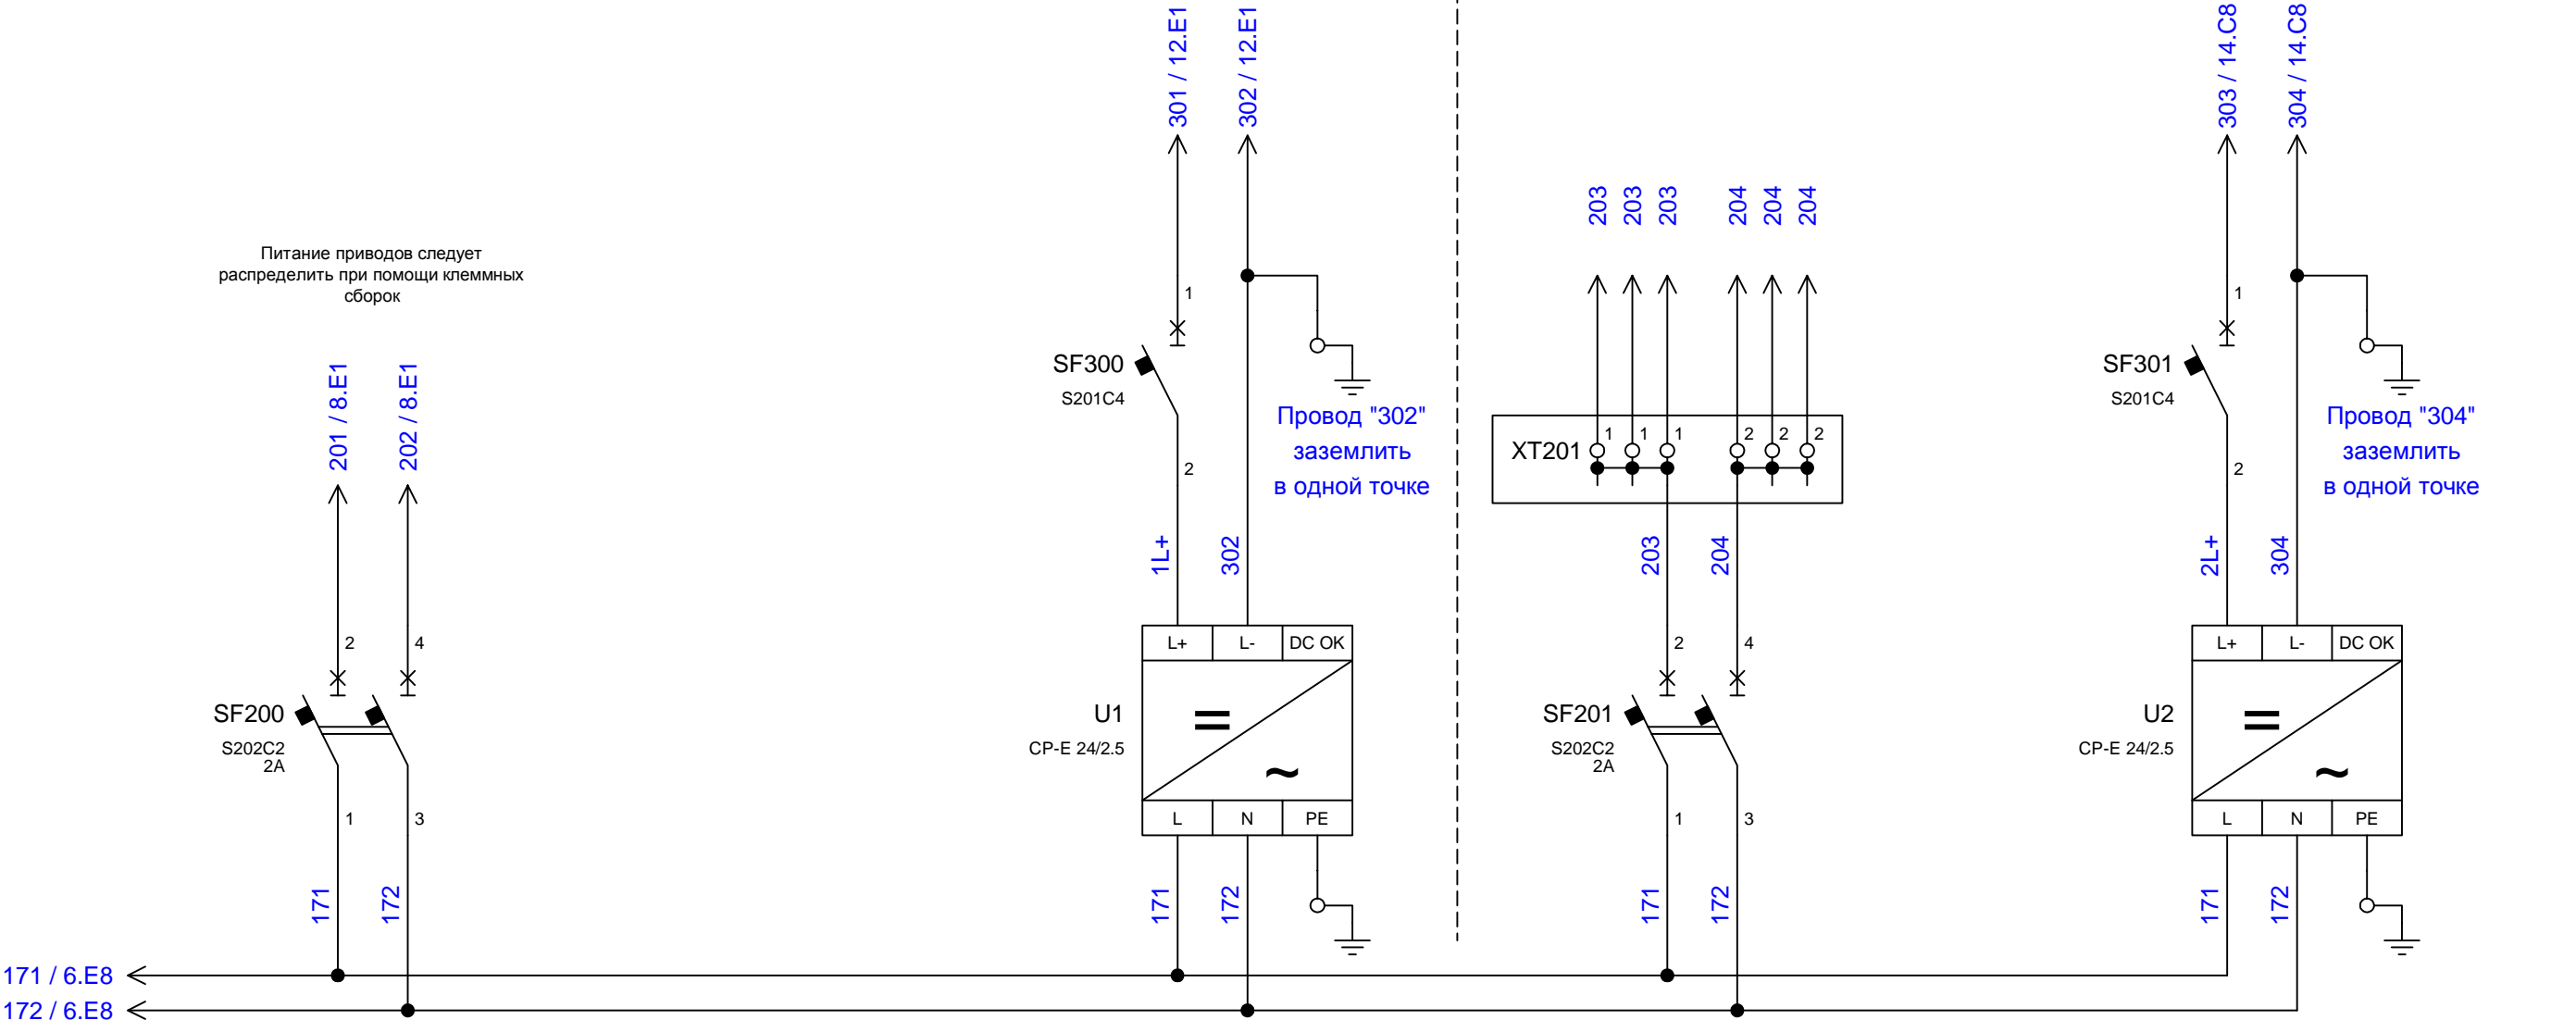 301 / 12.E1
302 / 12.E1
303 / 14.C8
304 / 14.C8
203
203
203
204
204
204
Питание приводов следует
распределить при помощи клеммных
сборок
201 / 8.E1
202 / 8.E1
2
4
SF200
S202C2
2A
1
3
171
172
1
SF300
S201C4
2
Провод "302"
заземлить
в одной точке
1L+
302
L+
L-
DC OK
U1
CP-E 24/2.5
=
~
L
N
PE
171
172
XT201
1
1
1
2
2
2
203
204
2
4
SF201
S202C2
2A
1
3
171
172
1
SF301
S201C4
2
Провод "304"
заземлить
в одной точке
2L+
304
L+
L-
DC OK
U2
CP-E 24/2.5
=
~
L
N
PE
171
172
171 / 6.E8
172 / 6.E8